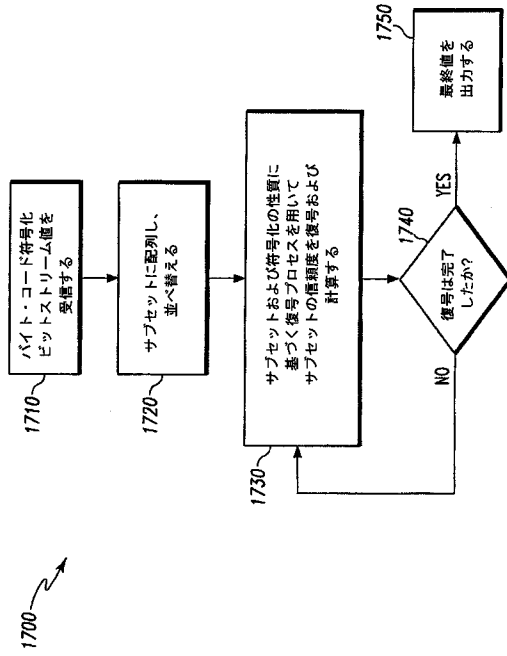 1700
1710
バイト・コード符号化
ビットストリーム値を
受信する
1720
サブセットに配列し、
並べ替える
1730
サブセットおよび符号化の性質に
基づく復号プロセスを用いて
サブセットの信頼度を復号および
計算する
1740
復号は完了
したか?
NO
YES
1750
最終値を
出力する